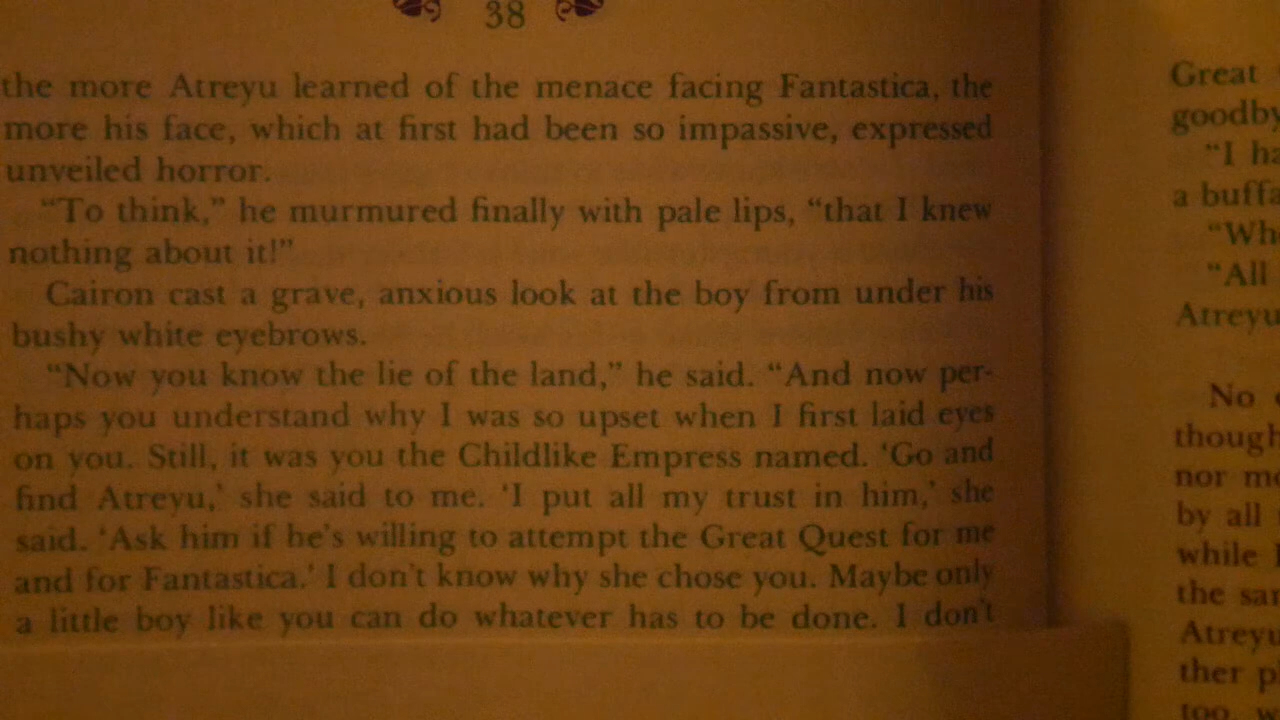 38
the more Atreyu learned of the menace facing Fantastica, the
more his face, which at first had been so impassive, expressed
unveiled horror.
“To think,” he murmured finally with pale lips, “that I knew
nothing about it!”
Cairon cast a grave, anxious look at the boy from under his
bushy white eyebrows.
“Now you know the lie of the land,” he said. “And now per-
haps you understand why I was so upset when I first laid eyes
on you. Still, it was you the Childlike Empress named. ‘Go and
find Atreyu,’ she said to me. ‘I put all my trust in him,’ she
said. ‘Ask him if he’s willing to attempt the Great Quest for me
and for Fantastica.’ I don’t know why she chose you. Maybe only
a little boy like you can do whatever has to be done. I don’t
Great
“I
a
“All
Atreyu
No
nor
by all
while
the
Atreyu